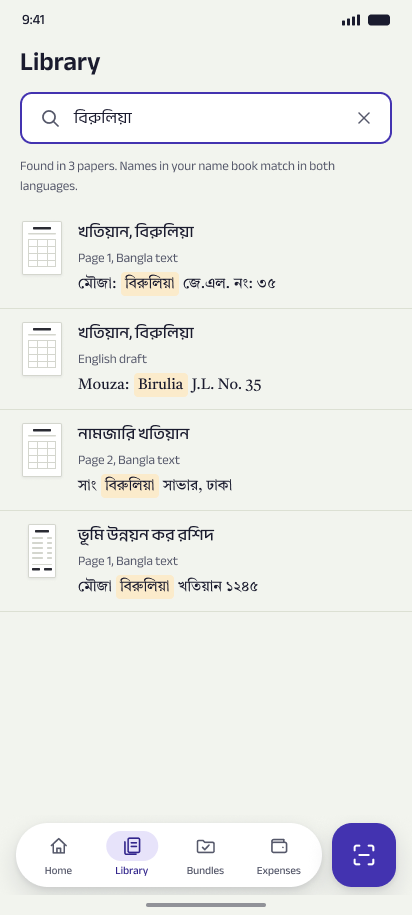 9:41
Library
বিরুলিয়া
Found in 3 papers. Names in your name book match in both
languages.
খতিয়ান, বিরুলিয়া
Page 1, Bangla text
মৌজা: বিরুলিয়া জে.এল. নং: ৩৫
খতিয়ান, বিরুলিয়া
English draft
Mouza: Birulia J.L. No. 35
নামজারি খতিয়ান
Page 2, Bangla text
সাং বিরুলিয়া সাভার, ঢাকা
ভূমি উন্নয়ন কর রশিদ
Page 1, Bangla text
মৌজা বিরুলিয়া খতিয়ান ১২৪৫
Home
Library
Bundles
Expenses